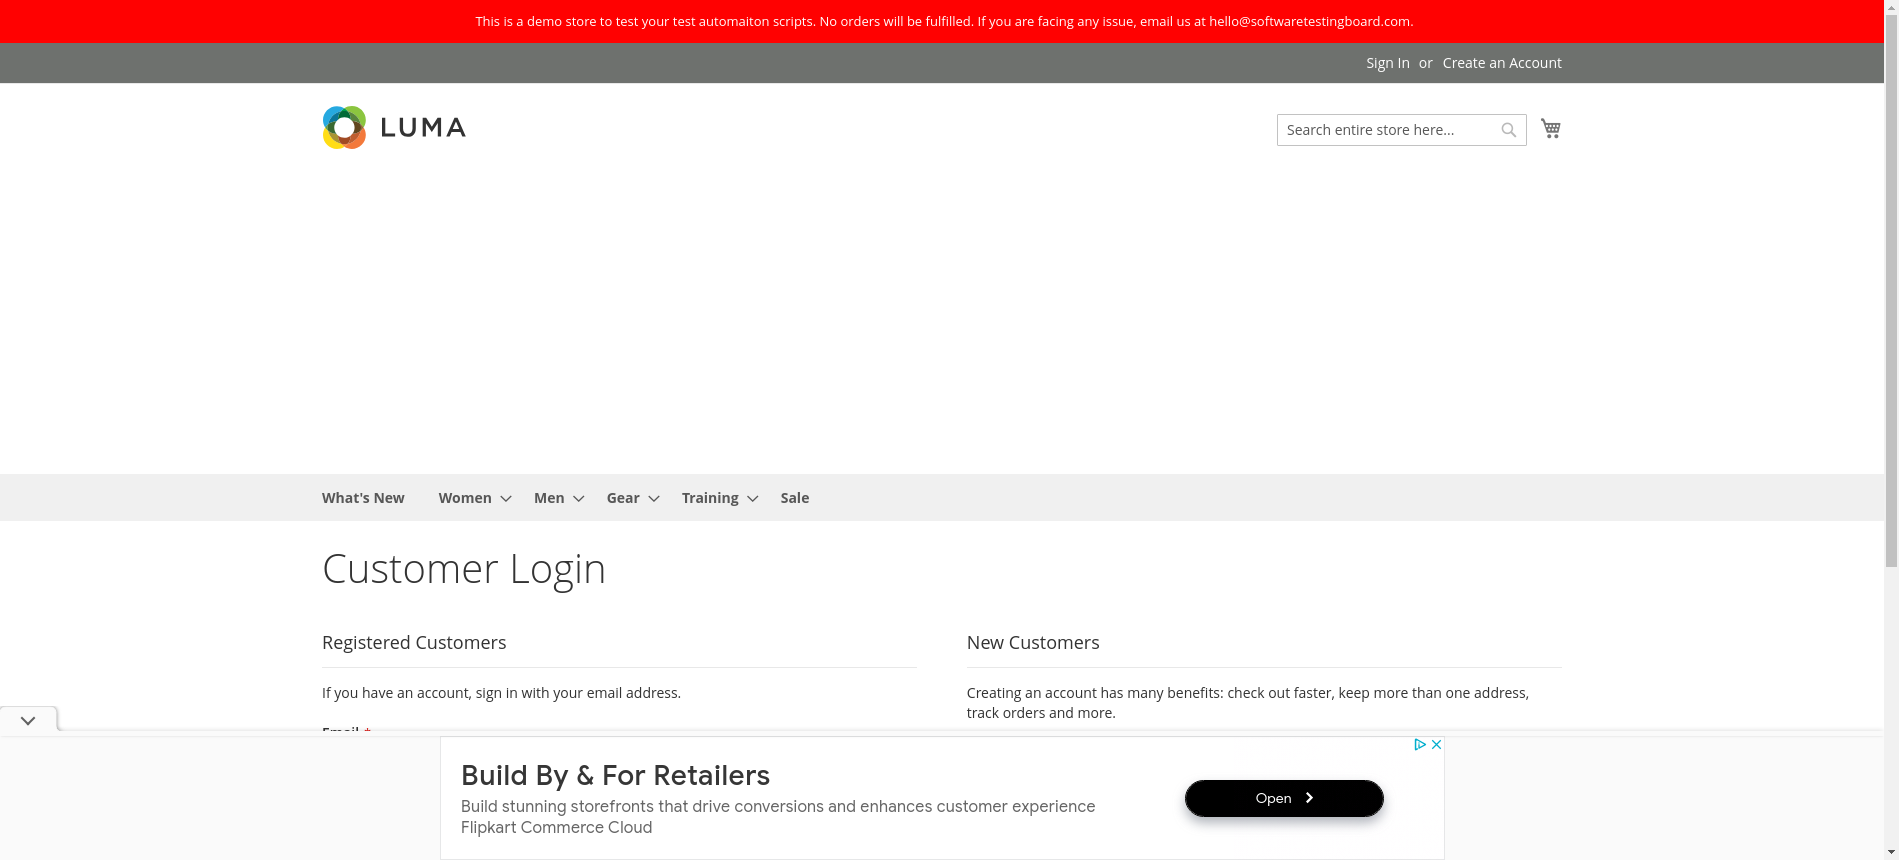 This is a demo store to test your test automaiton scripts. No orders will be fulfilled. If you are facing any issue, email us at hello@softwaretestingboard.com.
Sign In or Create an Account
LUMA
Search entire store here...
What's New Women Men Gear Training Sale
Customer Login
Registered Customers
If you have an account, sign in with your email address.
Email *
New Customers
Creating an account has many benefits: check out faster, keep more than one address,
track orders and more.
Build By & For Retailers
Build stunning storefronts that drive conversions and enhances customer experience
Flipkart Commerce Cloud
Open